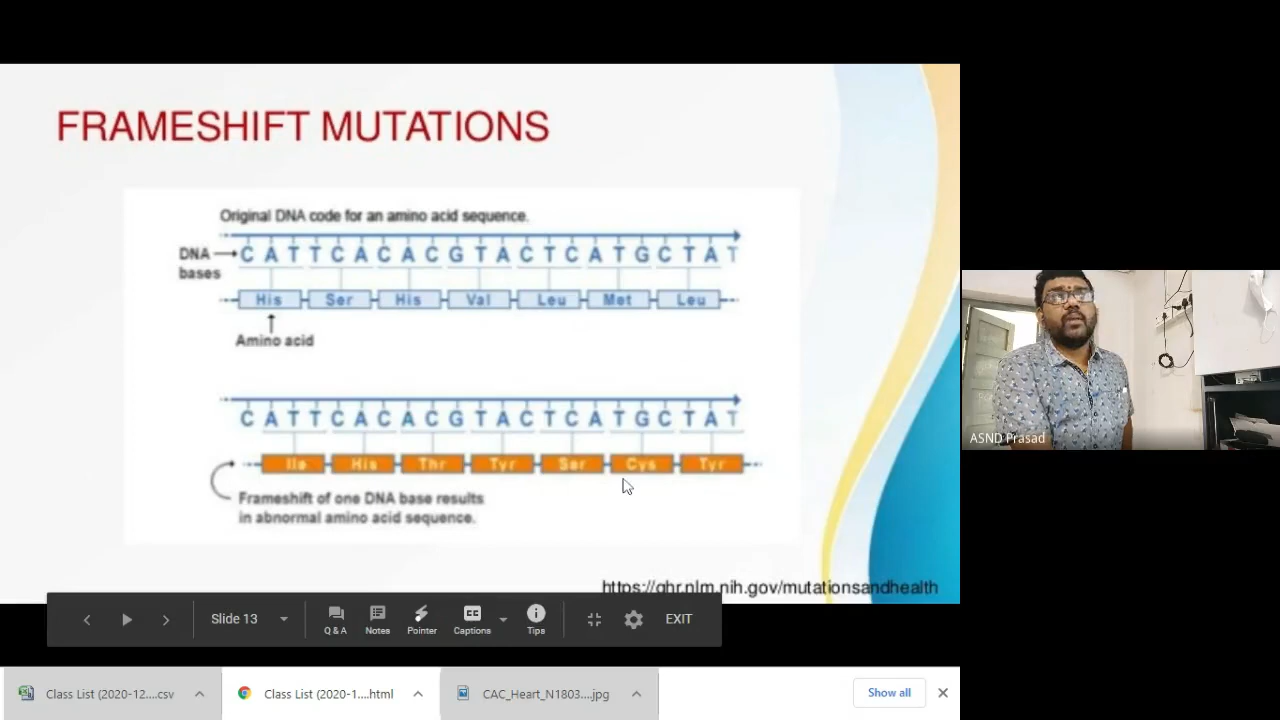 FRAMESHIFT MUTATIONS
Original DNA code for an amino acid sequence.
DNA bases
C A T T C A C A C G T A C T C A T G C T A T
His Ser His Val Leu Met Leu
Amino acid
C A T T C A C A C G T A C T C A T G C T A T
Ile His Thr Tyr Ser Cys Tyr
Frameshift of one DNA base results
in abnormal amino acid sequence.
https://ghr.nlm.nih.gov/mutationsandhealth
ASND Prasad
Slide 13
Q & A Notes Pointer CC Captions Tips EXIT
Class List (2020-12....csv Class List (2020-1....html CAC_Heart_N1803....jpg Show all